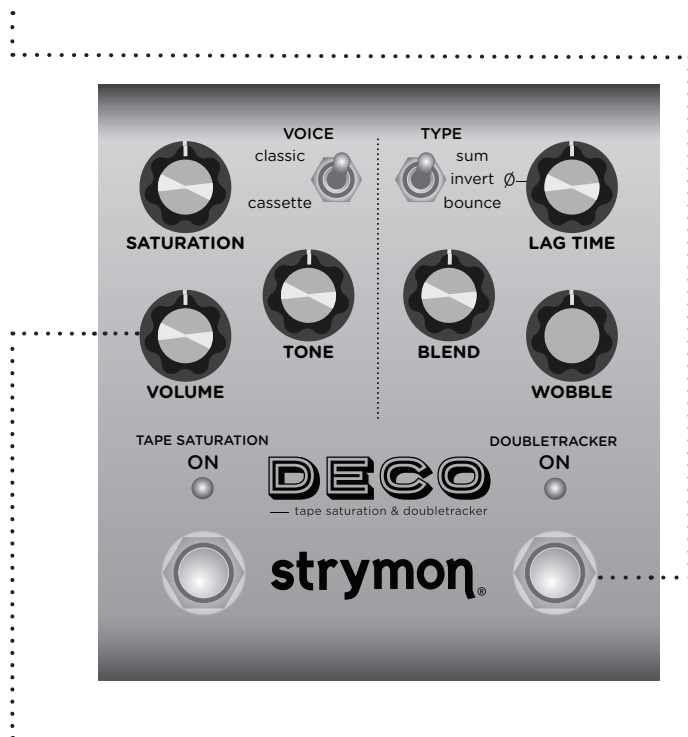 VOICE
classic
cassette
SATURATION
TYPE
sum
invert Ø
bounce
LAG TIME
TONE
BLEND
VOLUME
WOBBLE
TAPE SATURATION
ON
DOUBLETRACKER
ON
DECO
tape saturation & doubletracker
strymon®